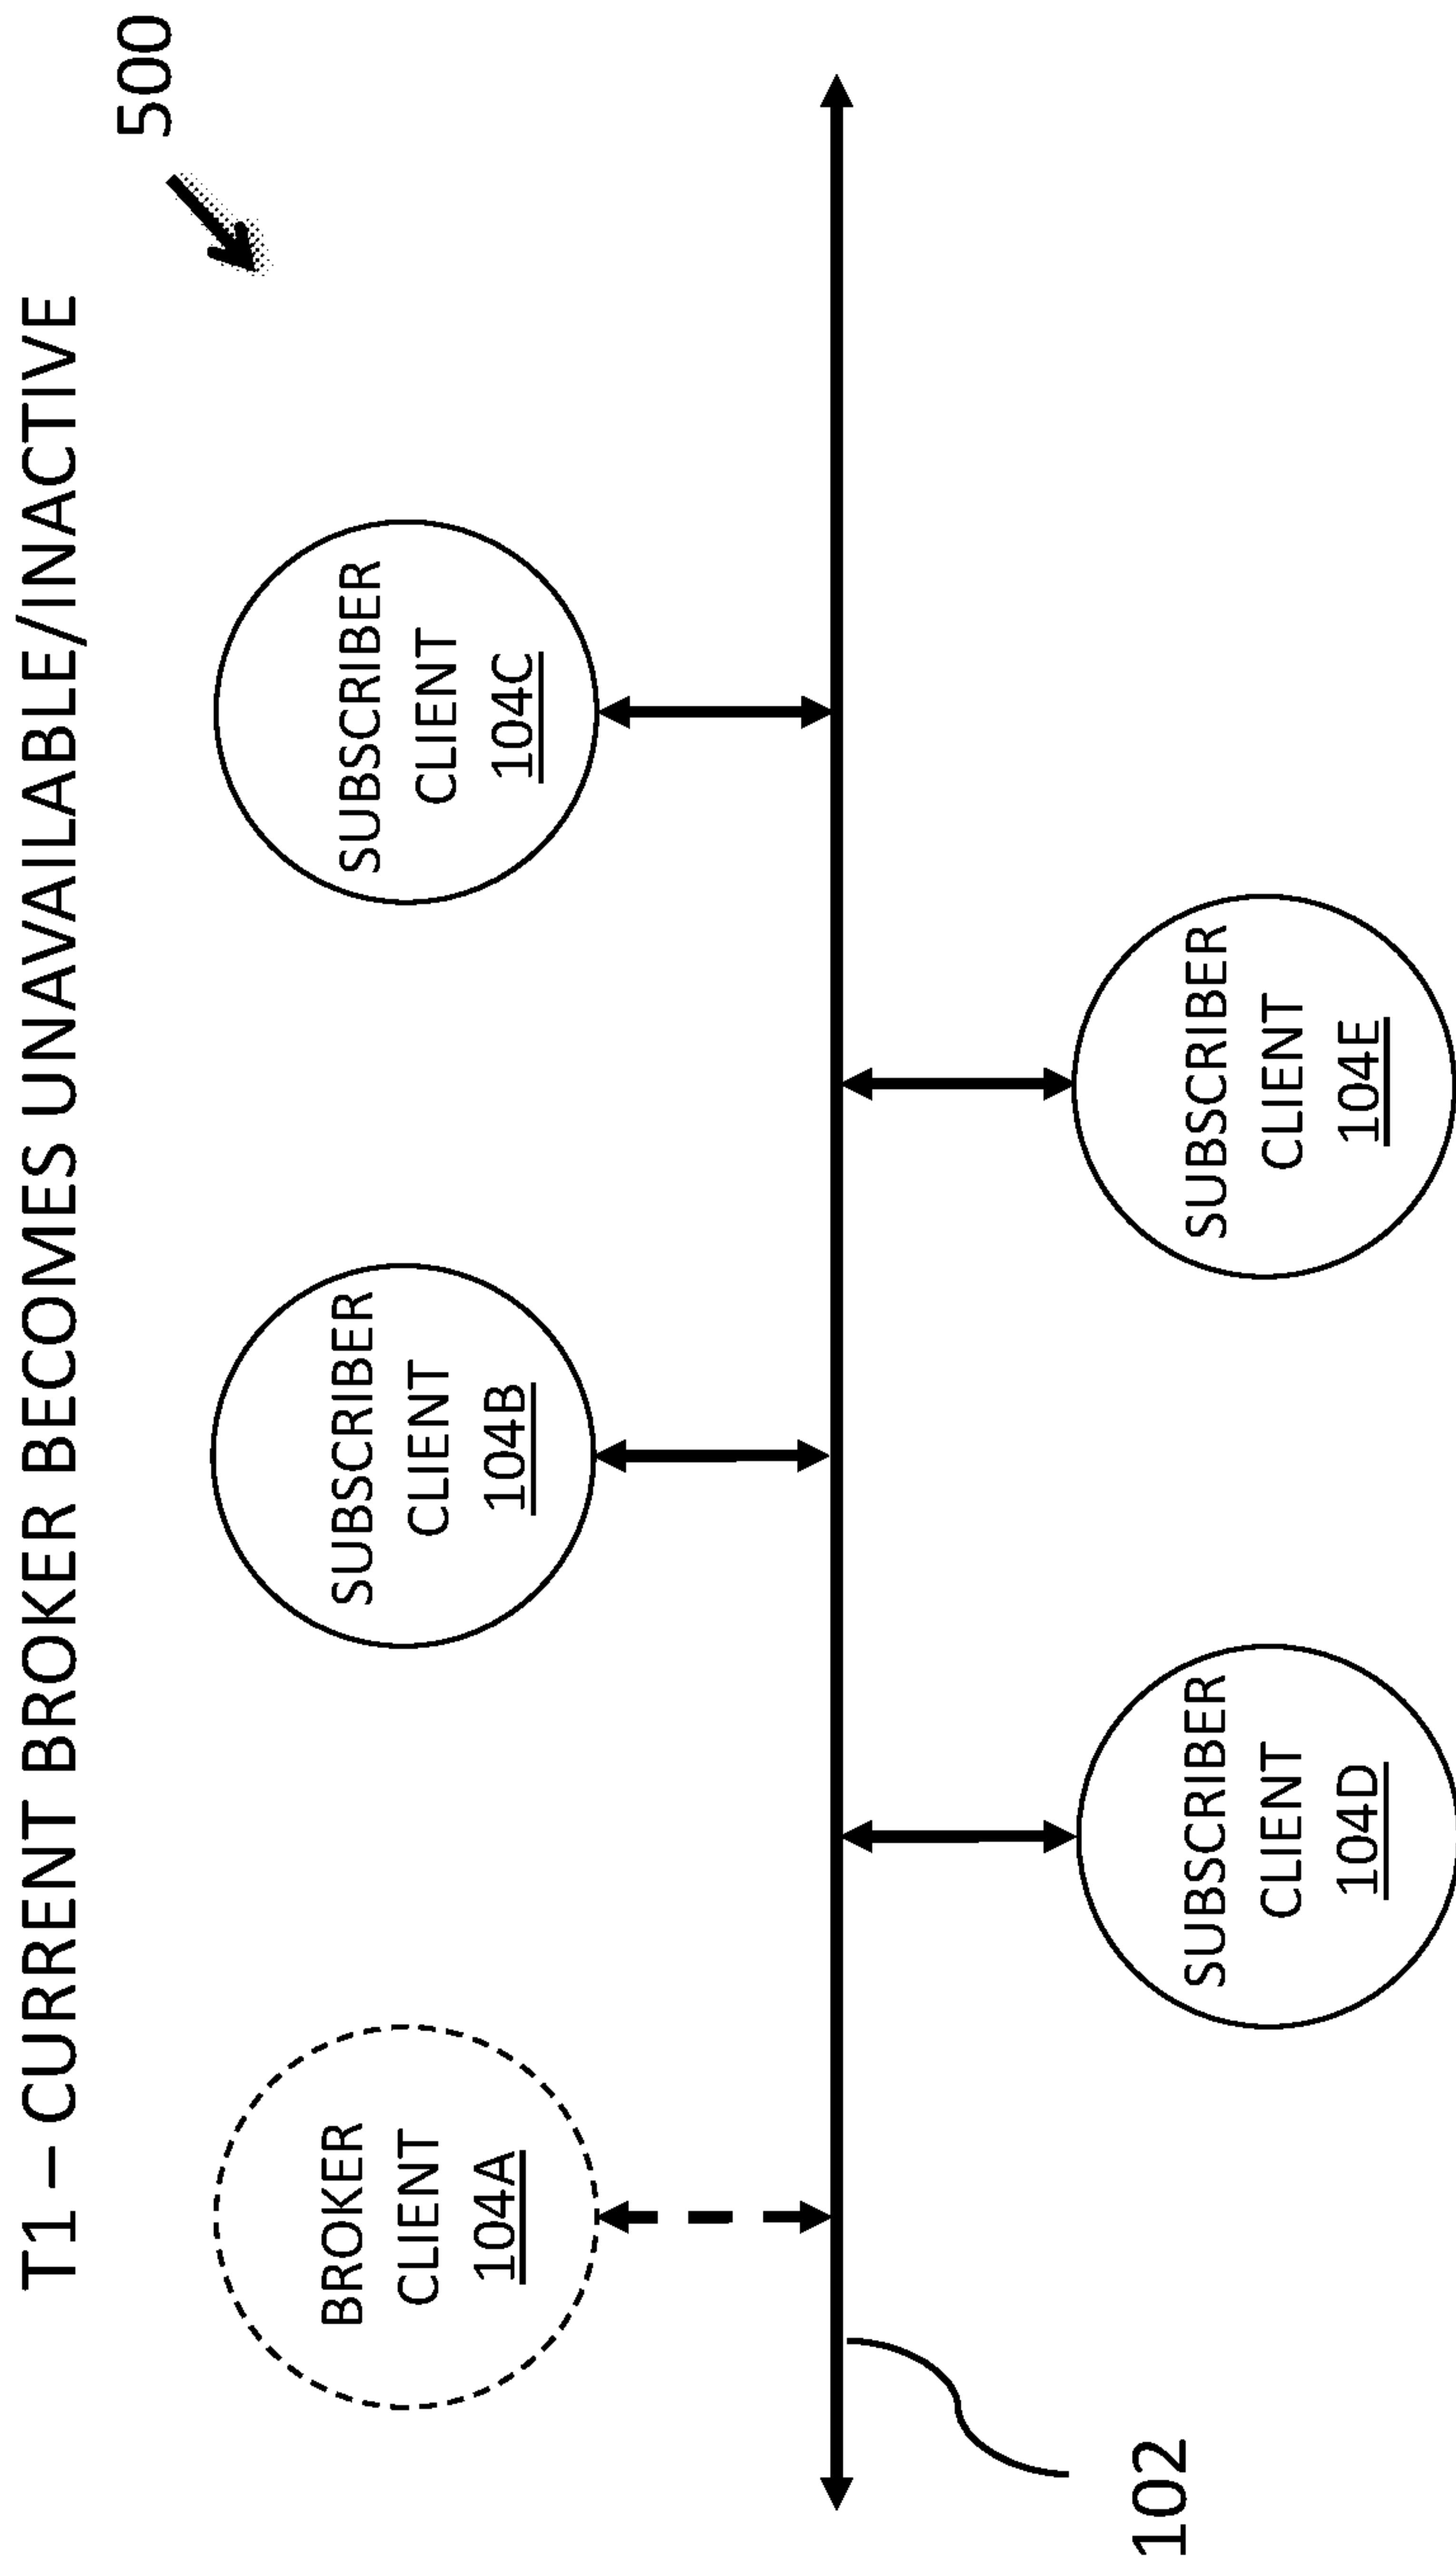 T1 – CURRENT BROKER BECOMES UNAVAILABLE/INACTIVE
500
BROKER
CLIENT
104A
SUBSCRIBER
CLIENT
104B
SUBSCRIBER
CLIENT
104C
102
SUBSCRIBER
CLIENT
104D
SUBSCRIBER
CLIENT
104E